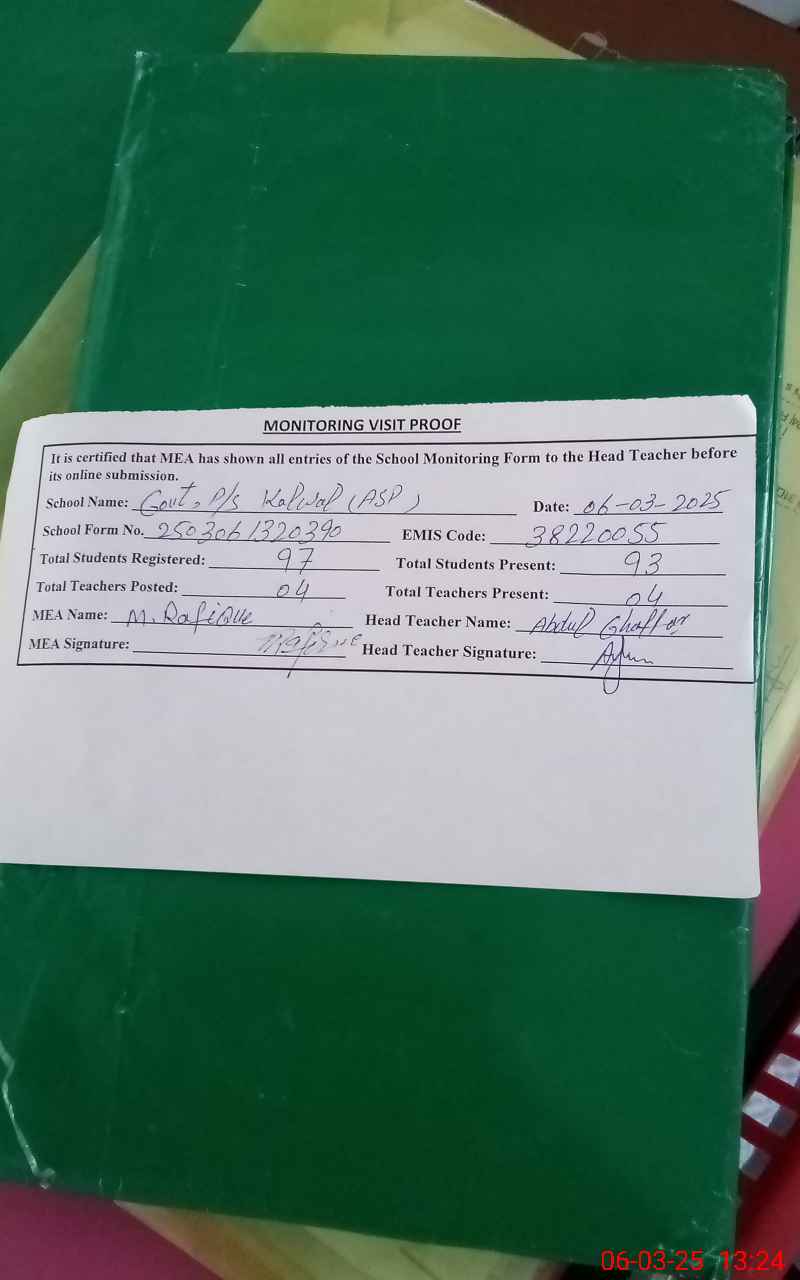 MONITORING VISIT PROOF
It is certified that MEA has shown all entries of the School Monitoring Form to the Head Teacher before
its online submission.
School Name: Govt. P/s Kalwal (ASP) Date: 06-03-2025
School Form No. 2503061320390 EMIS Code: 38220055
Total Students Registered: 97 Total Students Present: 93
Total Teachers Posted: 04 Total Teachers Present: 04
MEA Name: M. Rafique Head Teacher Name: Abdul Ghaffar
MEA Signature: Rafique Head Teacher Signature:
06-03-25 13:24